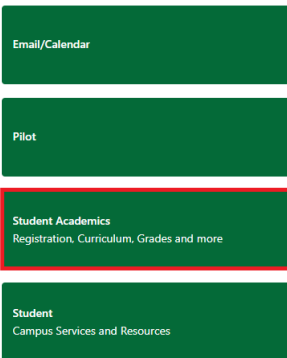 Email/Calendar
Pilot
Student Academics
Registration, Curriculum, Grades and more
Student
Campus Services and Resources